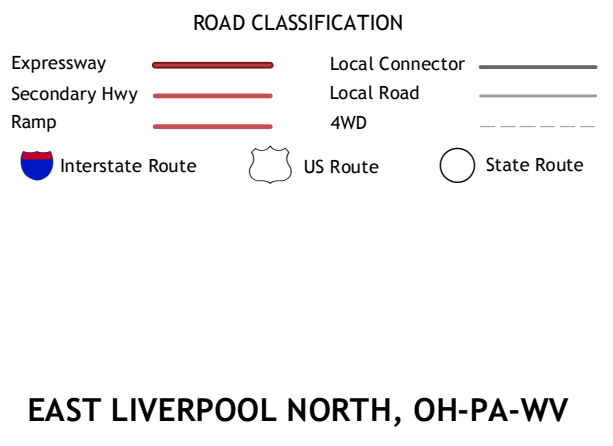 ROAD CLASSIFICATION
Expressway
Secondary Hwy
Ramp
Local Connector
Local Road
4WD
Interstate Route
US Route
State Route
EAST LIVERPOOL NORTH, OH-PA-WV